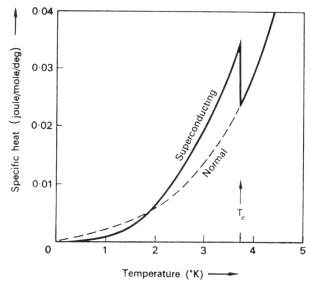 0·04
0·03
0·02
0·01
0
Specific heat (joule/mole/deg)
Superconducting
Normal
T_c
1
2
3
4
5
Temperature (°K)